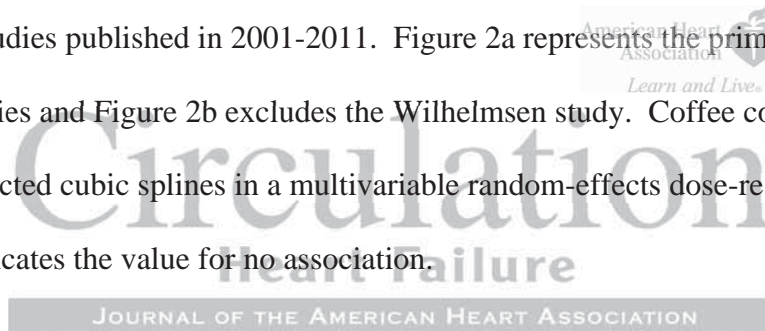 udies published in 2001-2011. Figure 2a represents the prim
American Heart
Association
Learn and Live®
ies and Figure 2b excludes the Wilhelmsen study. Coffee co
Circulation
cted cubic splines in a multivariable random-effects dose-re
icates the value for no association.
Heart Failure
JOURNAL OF THE AMERICAN HEART ASSOCIATION